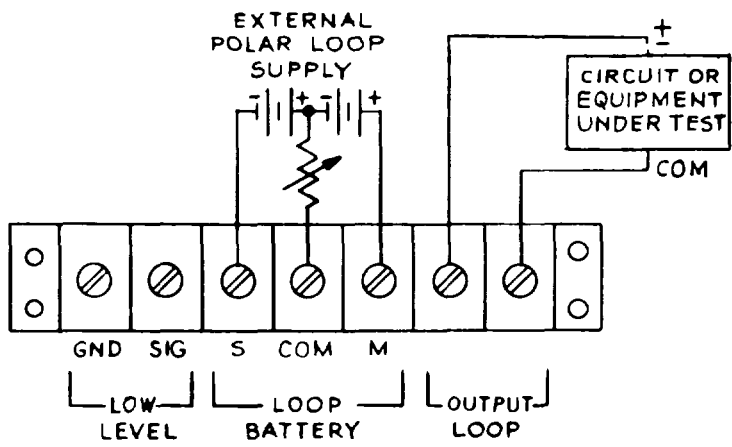 EXTERNAL
POLAR LOOP
SUPPLY
- + - +
+
-
CIRCUIT OR
EQUIPMENT
UNDER TEST
COM
GND SIG S COM M
LOW
LEVEL
LOOP
BATTERY
OUTPUT
LOOP